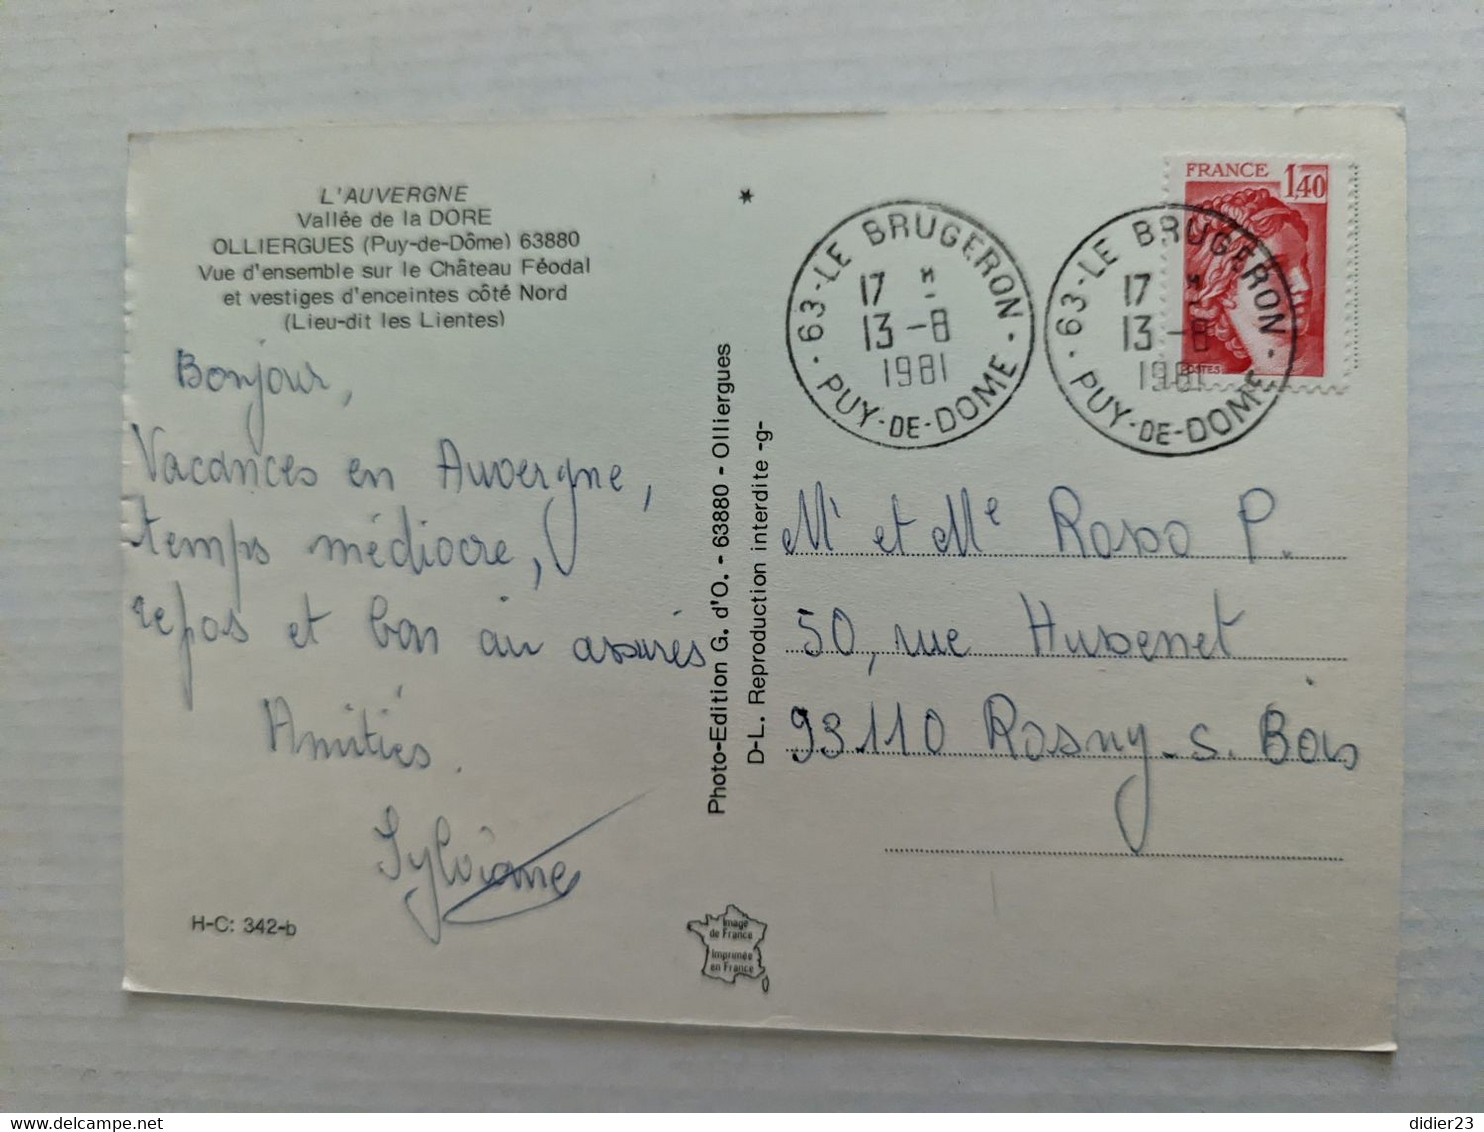 L'AUVERGNE
Vallée de la DORE
OLLIERGUES (Puy-de-Dôme) 63880
Vue d'ensemble sur le Château Féodal
et vestiges d'enceintes côté Nord
(Lieu-dit les Lientes)
Bonjour,
Vacances en Auvergne,
temps médiocre,
repos et bon air assurés
Amitiés.
Sylviane
H-C: 342-b
*
Photo-Edition G. d'O. - 63880 - Olliergues
D-L. Reproduction interdite -g-
Image
de France
Imprimée
en France
63-LE BRUGERON
17 H
13-8
1981
PUY-DE-DOME
63-LE BRUGERON
17 H
13-8
1981
PUY-DE-DOME
FRANCE 1,40
POSTES
Mr et Me Rosso P.
50, rue Hussenet
93110 Rosny-s. Bois
didier23